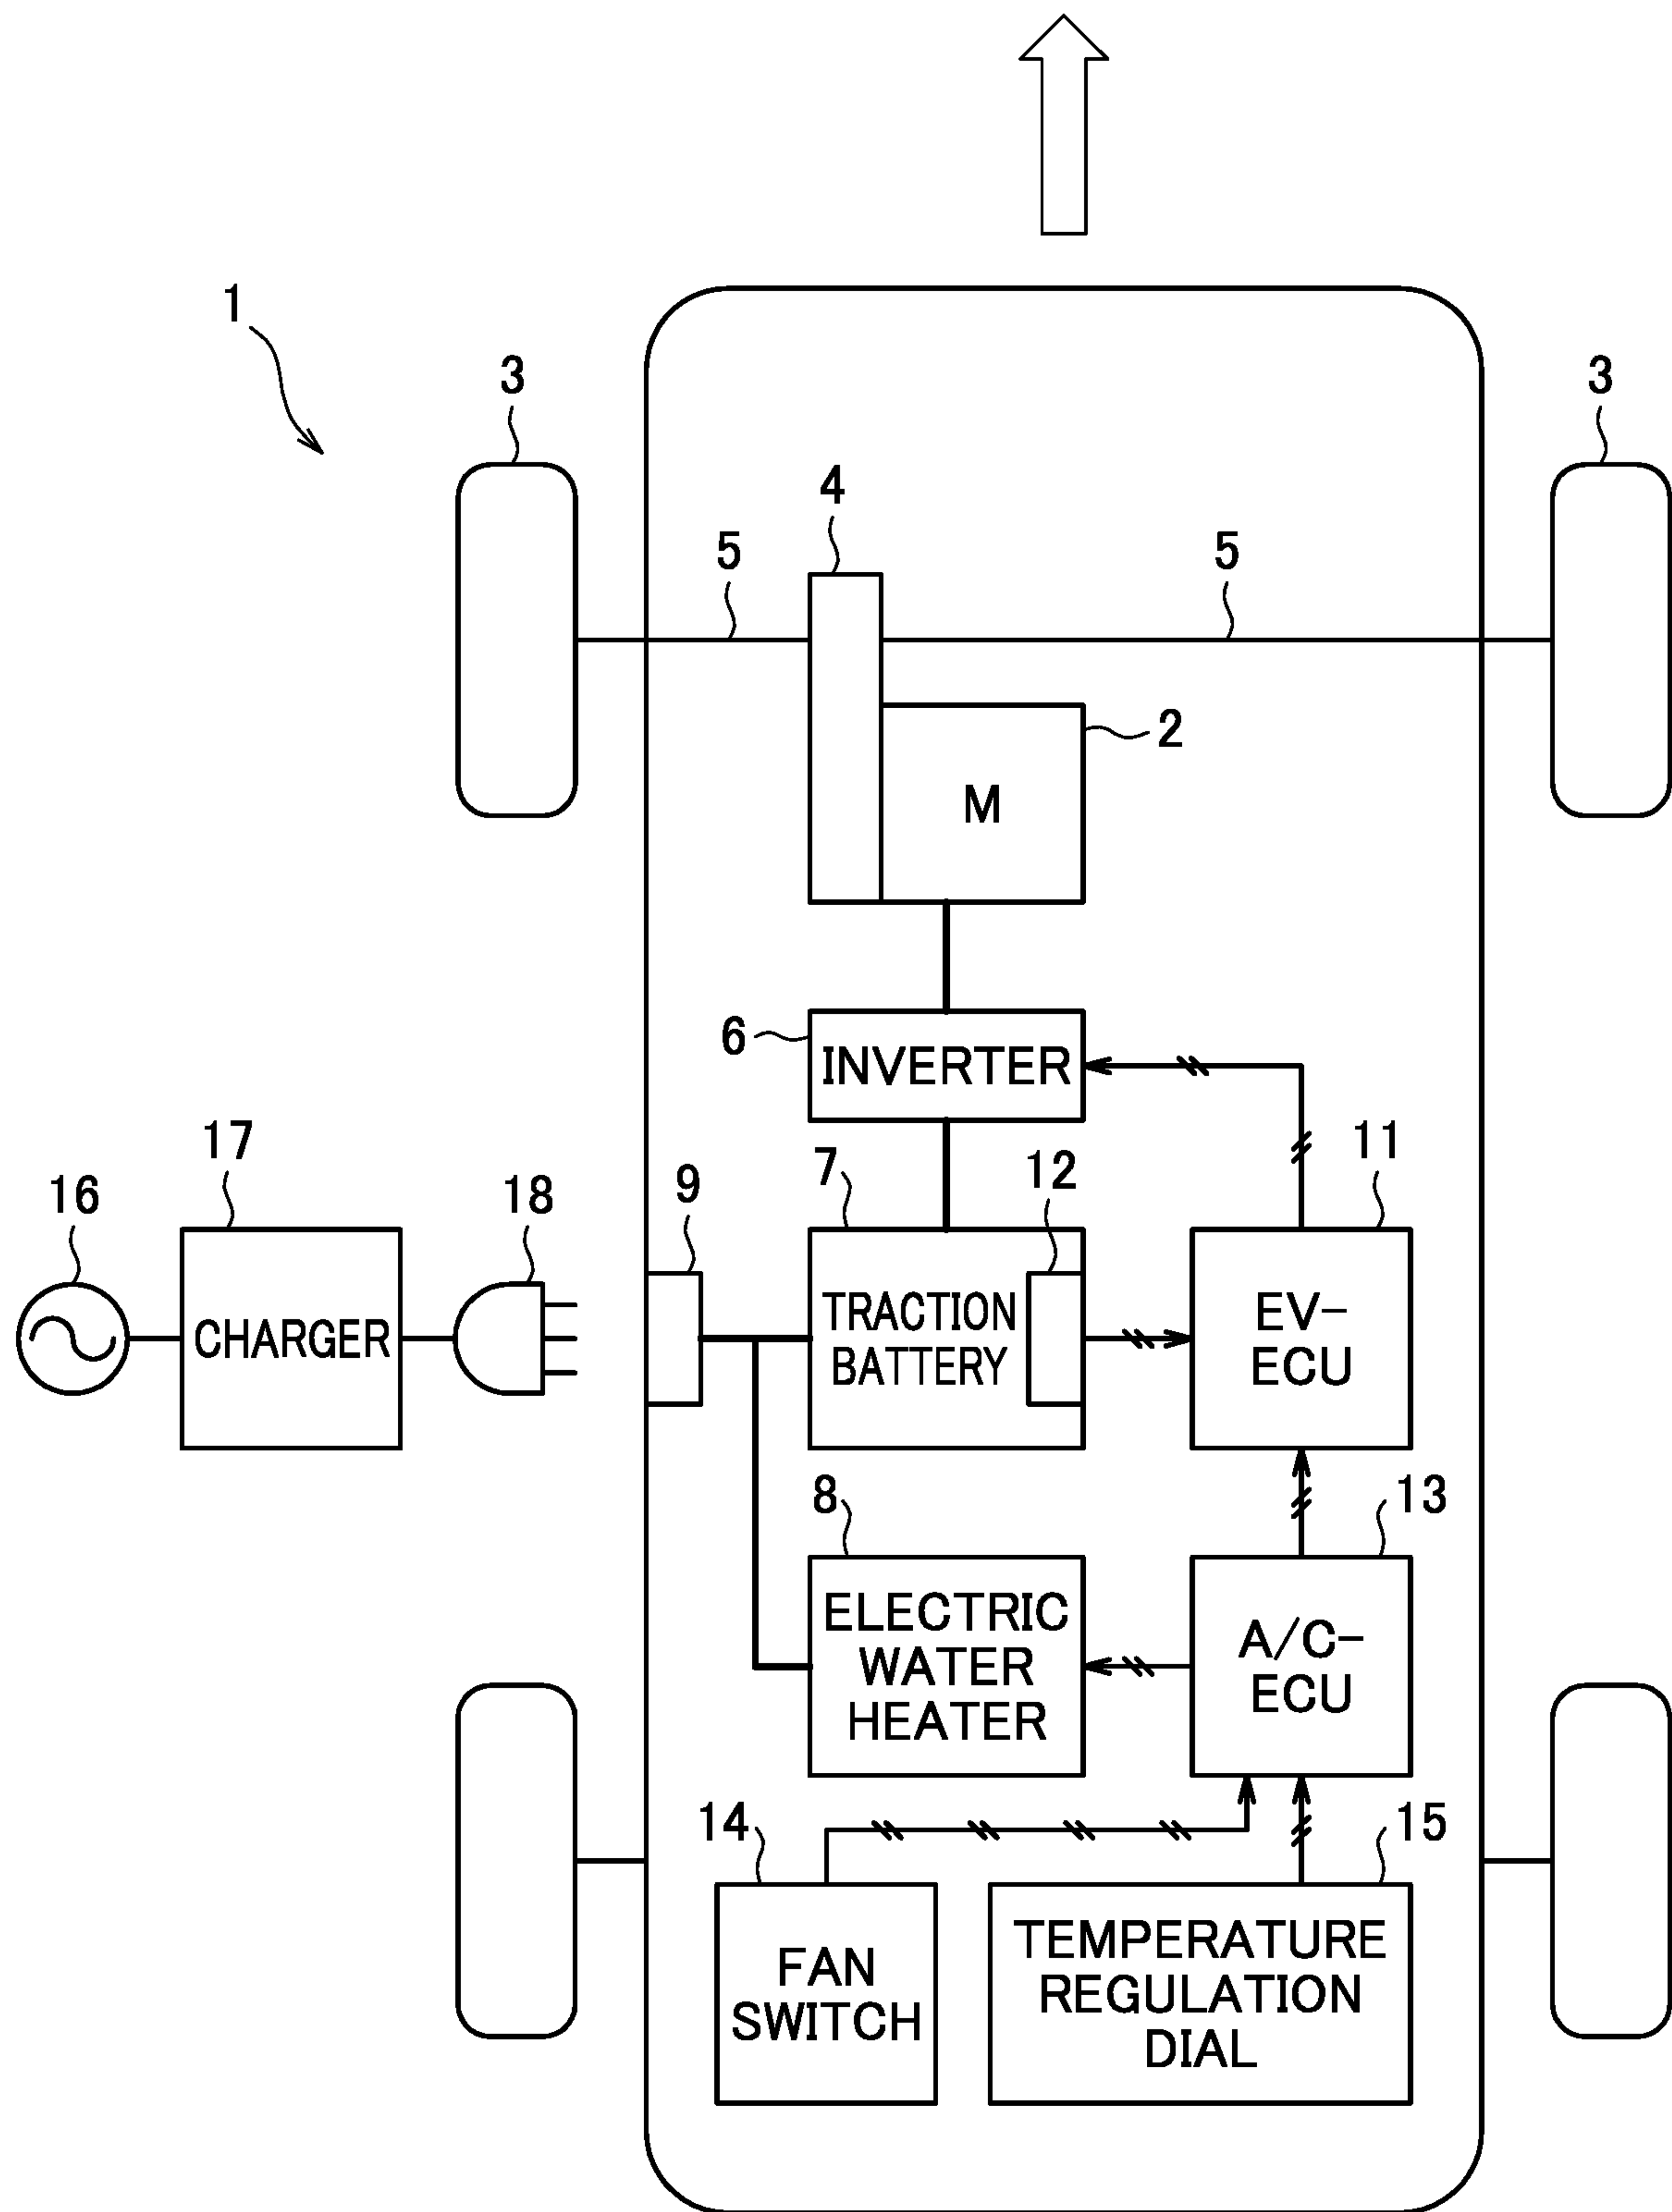 1
3
3
4
5
5
2
M
6
INVERTER
17
7
12
11
16
18
9
CHARGER
TRACTION
BATTERY
EV-
ECU
8
13
ELECTRIC
WATER
HEATER
A/C-
ECU
14
15
FAN
SWITCH
TEMPERATURE
REGULATION
DIAL